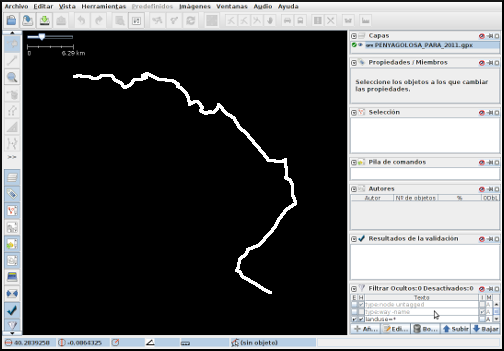 Archivo Editar Vista Herramientas Predefinidos Imágenes Ventanas Audio Ayuda
0 6.29 km
Capas
PENYAGOLOSA_PARA_2011.gpx
Propiedades / Miembros
Seleccione los objetos a los que cambiar
las propiedades.
Selección
Pila de comandos
Autores
Autor Nº de objetos %
Resultados de la validación
Filtrar Ocultos:0 Desactivados:0
E H Texto I M
type:node untagged
type:way -name
landuse=*
Añ... Edi... Bo... Subir Bajar
40.2839258 -0.0864325 (sin objeto)